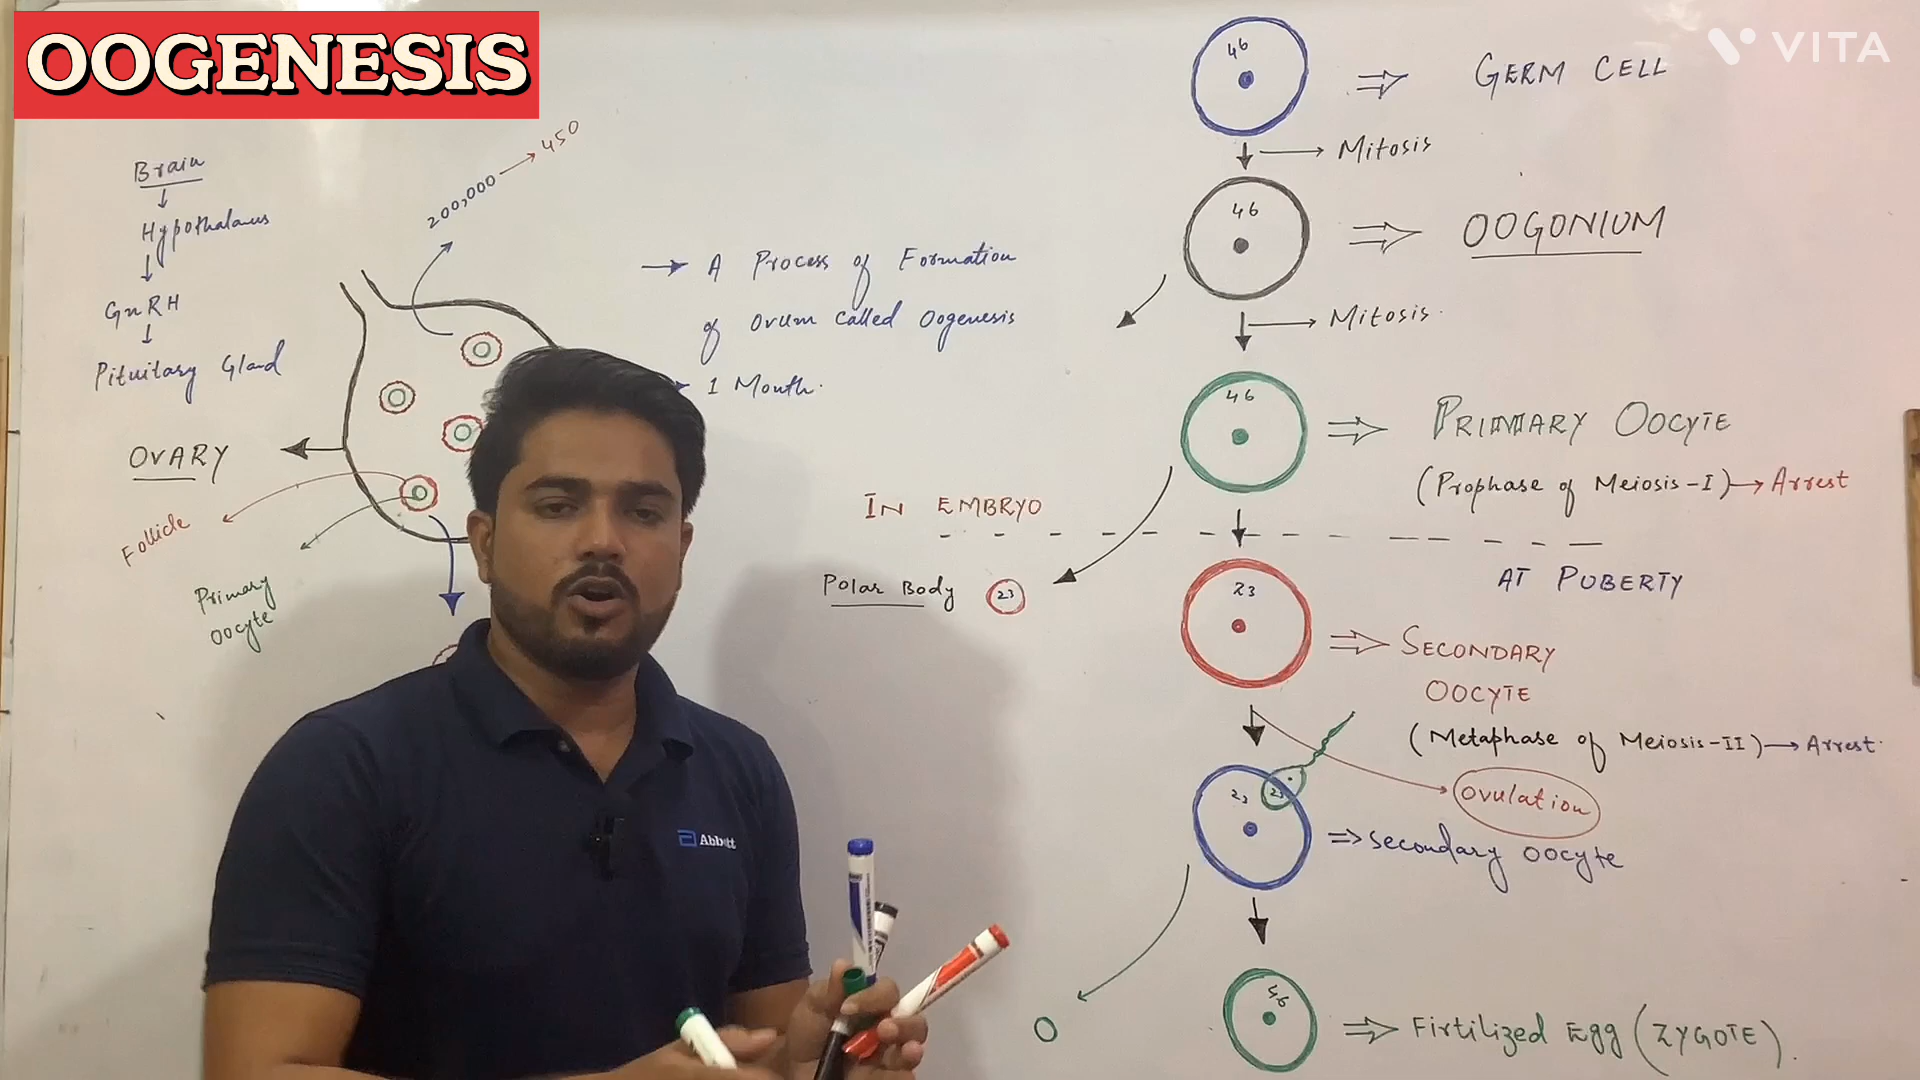 OOGENESIS
VITA
Brain
Hypothalamus
GnRH
Pituitary Gland
200,000 → 450
OVARY
Follicle
Primary
Oocyte
→ A Process of Formation
of Ovum Called Oogenesis
1 Month.
46
⇒ GERM CELL
→ Mitosis
46
⇒ OOGONIUM
→ Mitosis.
46
⇒ PRIMARY OOCYTE
(Prophase of Meiosis-I) → Arrest
IN EMBRYO
AT PUBERTY
Polar Body 23
23
⇒ SECONDARY
OOCYTE
(Metaphase of Meiosis-II) → Arrest.
Ovulation
23 23
⇒ Secondary Oocyte
46
⇒ Firtilized Egg (ZYGOTE).
Abbott